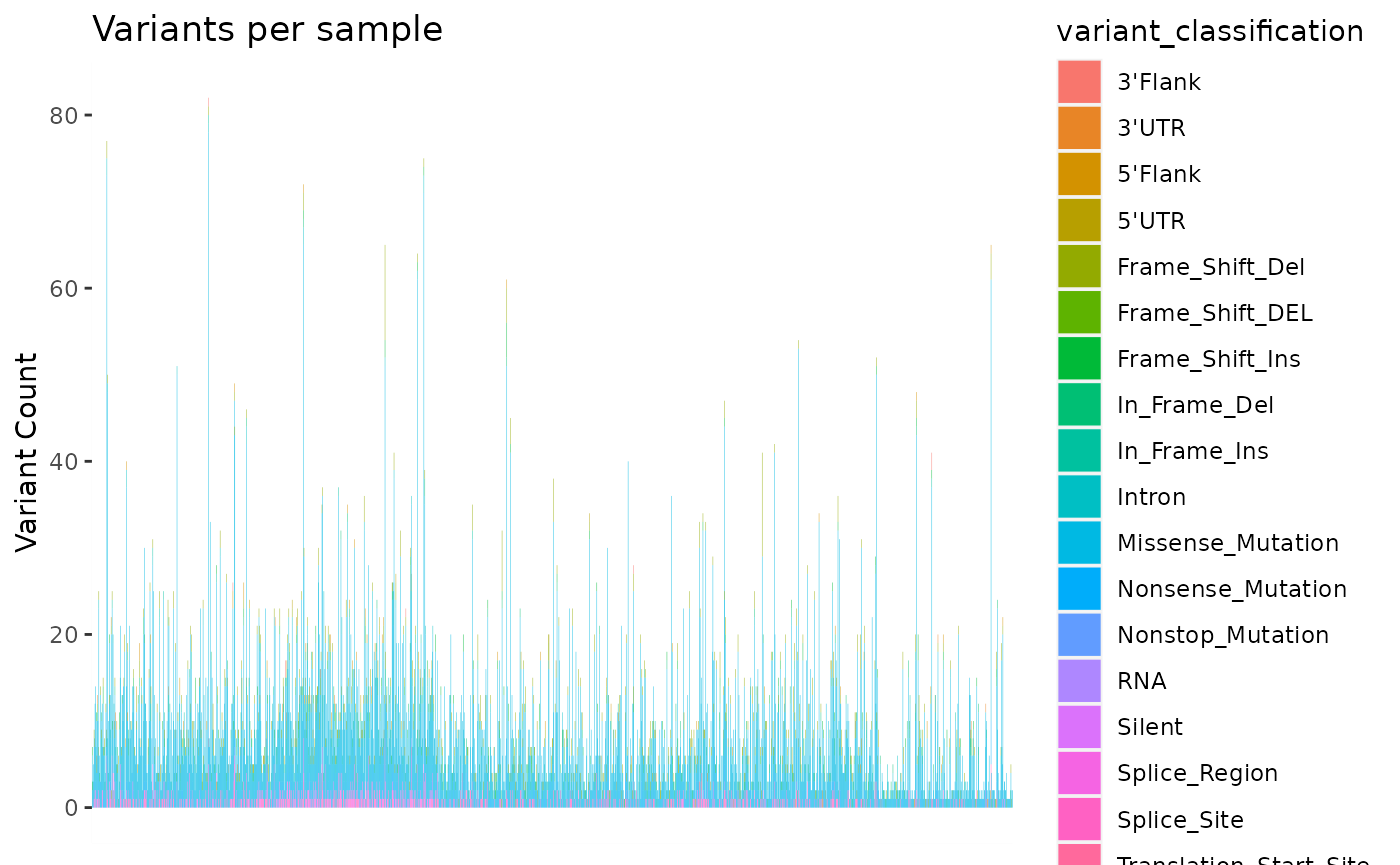 Variants per sample
Variant Count
80
60
40
20
0
variant_classification
3'Flank
3'UTR
5'Flank
5'UTR
Frame_Shift_Del
Frame_Shift_DEL
Frame_Shift_Ins
In_Frame_Del
In_Frame_Ins
Intron
Missense_Mutation
Nonsense_Mutation
Nonstop_Mutation
RNA
Silent
Splice_Region
Splice_Site
Translation_Start_Site